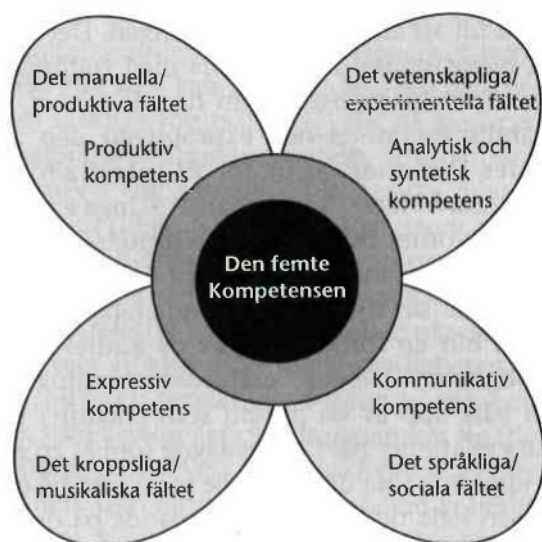 Det manuella/
produktiva fältet
Produktiv
kompetens
Det vetenskapliga/
experimentella fältet
Analytisk och
syntetisk
kompetens
Den femte
Kompetensen
Expressiv
kompetens
Det kroppsliga/
musikaliska fältet
Kommunikativ
kompetens
Det språkliga/
sociala fältet